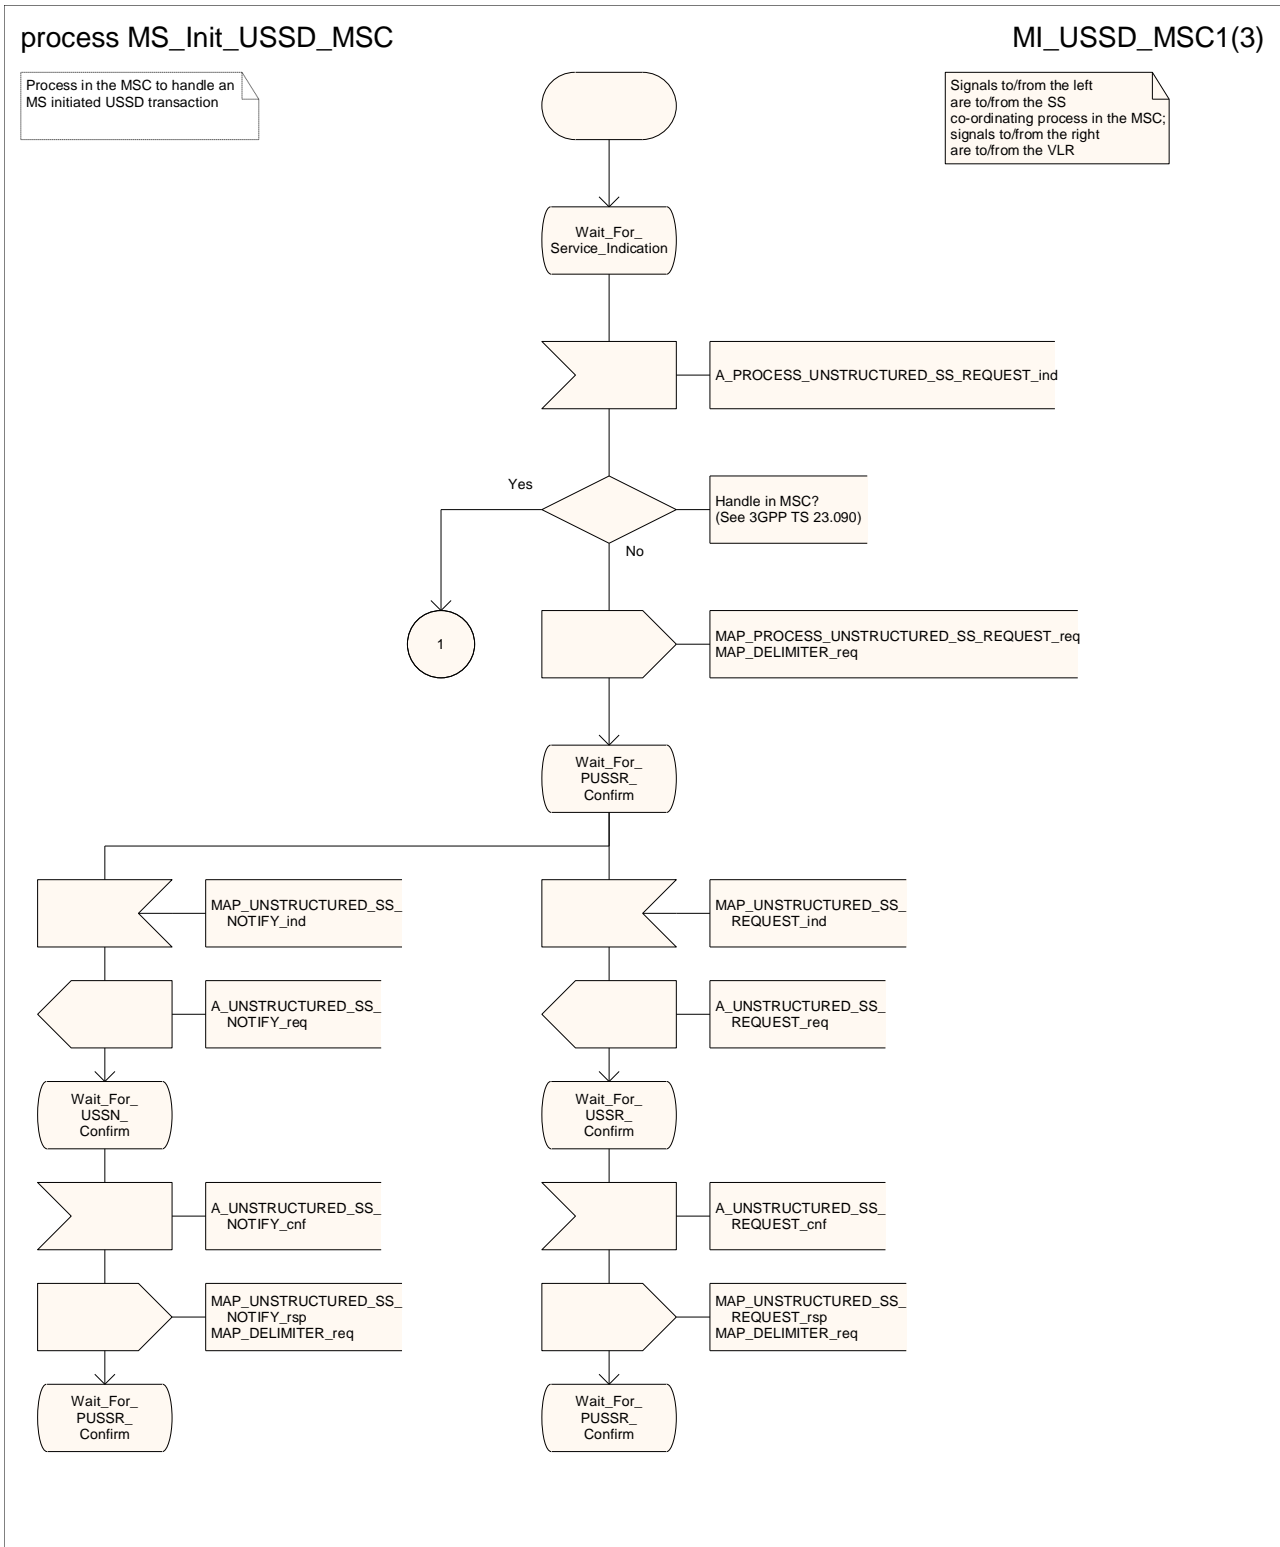 process MS_Init_USSD_MSC
MI_USSD_MSC1(3)
Process in the MSC to handle an
MS initiated USSD transaction
Signals to/from the left
are to/from the SS
co-ordinating process in the MSC;
signals to/from the right
are to/from the VLR
Wait_For_
Service_Indication
A_PROCESS_UNSTRUCTURED_SS_REQUEST_ind
Yes
Handle in MSC?
(See 3GPP TS 23.090)
No
1
MAP_PROCESS_UNSTRUCTURED_SS_REQUEST_req
MAP_DELIMITER_req
Wait_For_
PUSSR_
Confirm
MAP_UNSTRUCTURED_SS_
NOTIFY_ind
MAP_UNSTRUCTURED_SS_
REQUEST_ind
A_UNSTRUCTURED_SS_
NOTIFY_req
A_UNSTRUCTURED_SS_
REQUEST_req
Wait_For_
USSN_
Confirm
Wait_For_
USSR_
Confirm
A_UNSTRUCTURED_SS_
NOTIFY_cnf
A_UNSTRUCTURED_SS_
REQUEST_cnf
MAP_UNSTRUCTURED_SS_
NOTIFY_rsp
MAP_DELIMITER_req
MAP_UNSTRUCTURED_SS_
REQUEST_rsp
MAP_DELIMITER_req
Wait_For_
PUSSR_
Confirm
Wait_For_
PUSSR_
Confirm